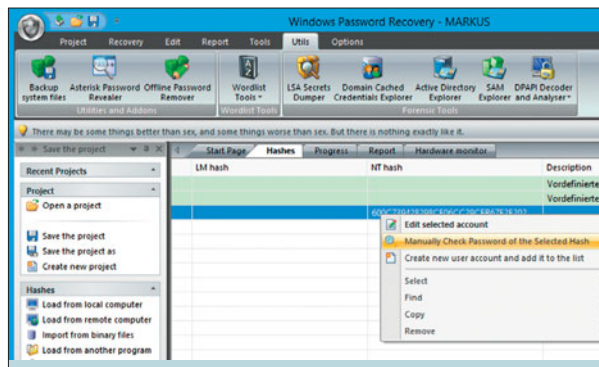 Windows Password Recovery - MARKUS
Project Recovery Edit Report Tools Utils Options
Backup system files
Asterisk Password Revealer
Offline Password Remover
Wordlist Tools
LSA Secrets Dumper
Domain Cached Credentials Explorer
Active Directory Explorer
SAM Explorer
DPAPI Decoder and Analyser
Utilities and Addons
Wordlist Tools
Forensic Tools
There may be some things better than sex, and some things worse than sex. But there is nothing exactly like it.
Save the project
Start Page Hashes Progress Report Hardware monitor
Recent Projects
Project
Open a project
Save the project
Save the project as
Create new project
Hashes
Load from local computer
Load from remote computer
Import from binary files
Load from another program
LM hash NT hash Description
Vordefinierte
Vordefinierte
Edit selected account
Manually Check Password of the Selected Hash
Create new user account and add it to the list
Select
Find
Copy
Remove